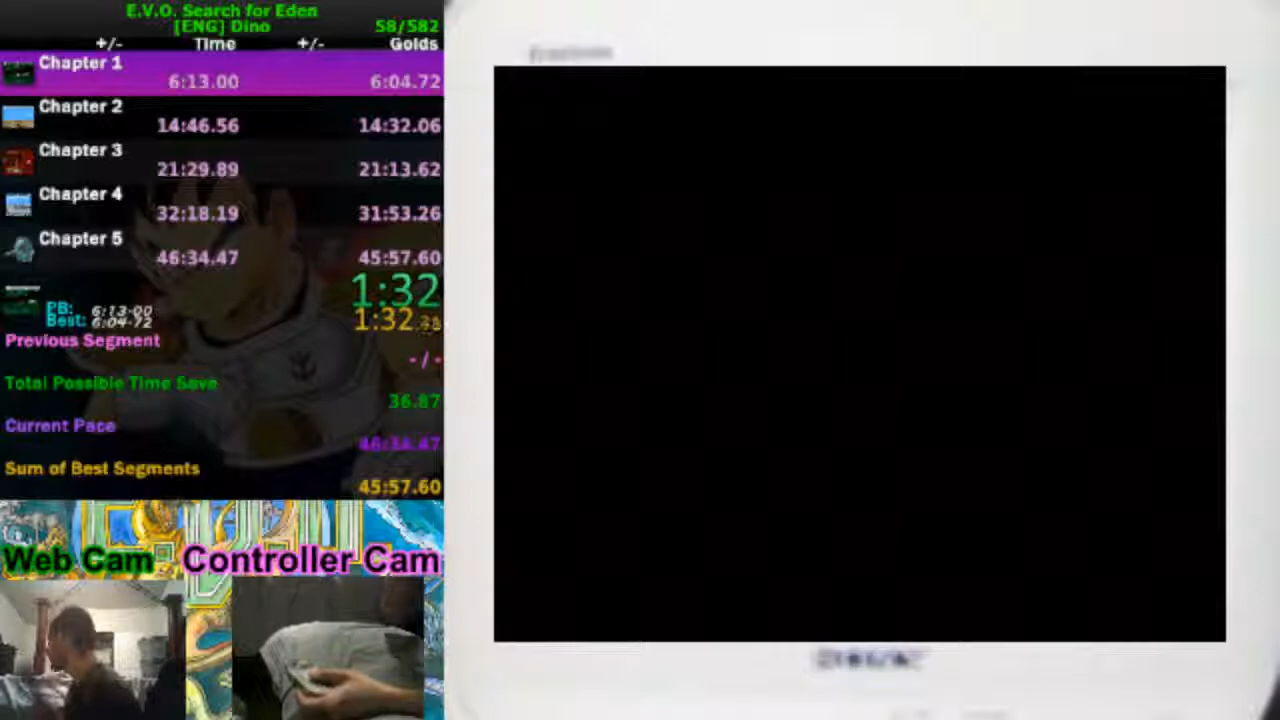 E.V.O. Search for Eden
[ENG] Dino 58/582
+/- Time +/- Golds
Chapter 1
6:13.00 6:04.72
Chapter 2
14:46.56 14:32.06
Chapter 3
21:29.89 21:13.62
Chapter 4
32:18.19 31:53.26
Chapter 5
46:34.47 45:57.60
1:32
PB: 6:13.00
Best: 6:04.72
1:32
Previous Segment
- / -
Total Possible Time Save
36.87
Current Pace
46:34.47
Sum of Best Segments
45:57.60
Web Cam Controller Cam